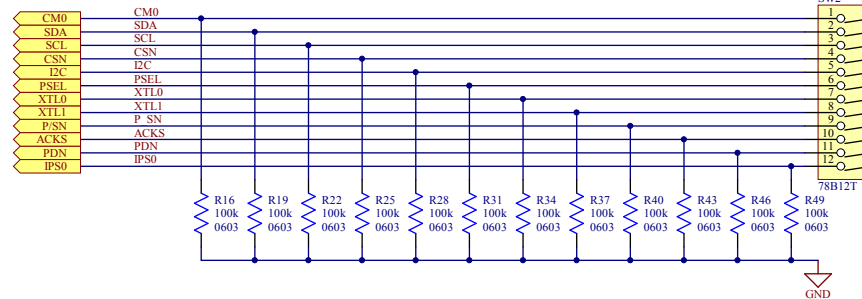 SW2
CM0 CM0 1
SDA SDA 2
SCL SCL 3
CSN CSN 4
I2C I2C 5
PSEL PSEL 6
XTL0 XTL0 7
XTL1 XTL1 8
P/SN P_SN 9
ACKS ACKS 10
PDN PDN 11
IPS0 IPS0 12
78B12T
R16 R19 R22 R25 R28 R31 R34 R37 R40 R43 R46 R49
100k 100k 100k 100k 100k 100k 100k 100k 100k 100k 100k 100k
0603 0603 0603 0603 0603 0603 0603 0603 0603 0603 0603 0603
GND